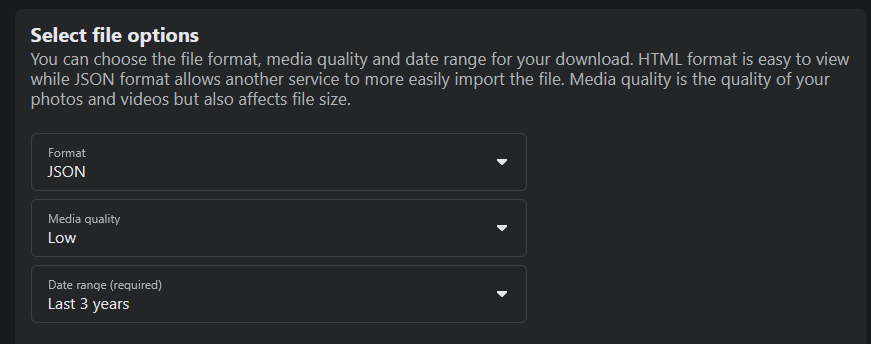 Select file options
You can choose the file format, media quality and date range for your download. HTML format is easy to view
while JSON format allows another service to more easily import the file. Media quality is the quality of your
photos and videos but also affects file size.
Format
JSON
Media quality
Low
Date range (required)
Last 3 years